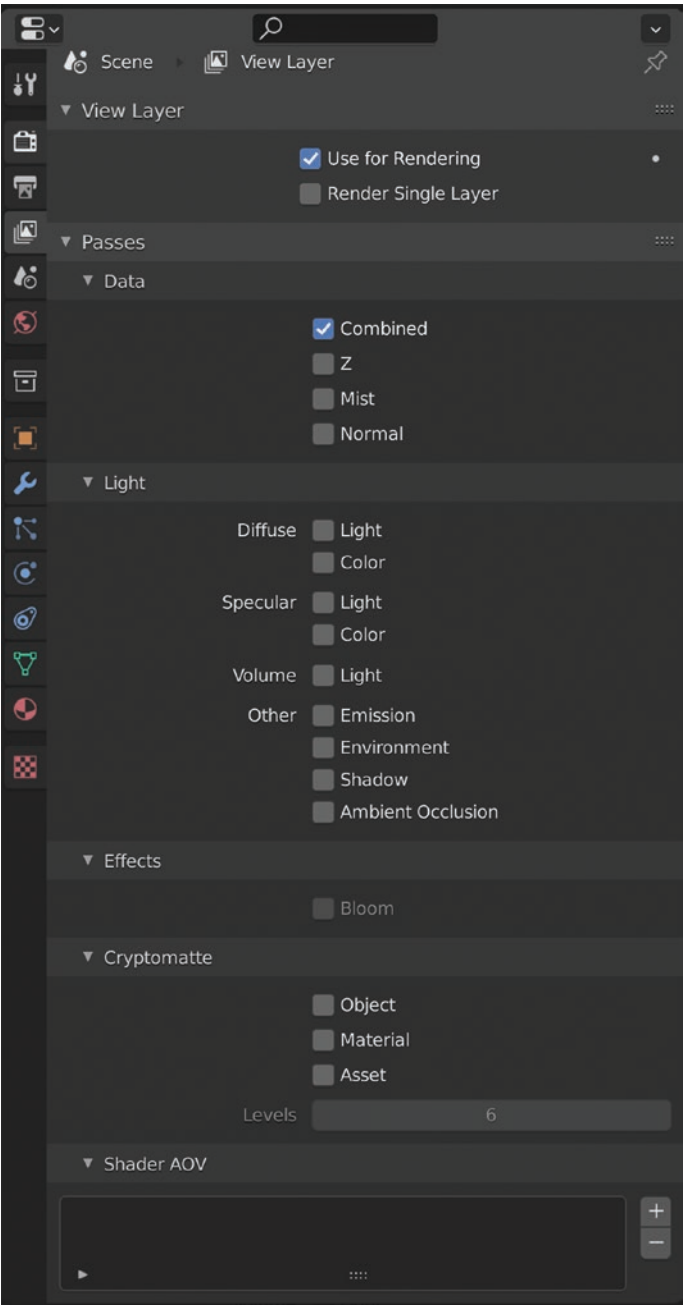 Scene View Layer
View Layer
Use for Rendering
Render Single Layer
Passes
Data
Combined
Z
Mist
Normal
Light
Diffuse Light
Color
Specular Light
Color
Volume Light
Other Emission
Environment
Shadow
Ambient Occlusion
Effects
Bloom
Cryptomatte
Object
Material
Asset
Levels 6
Shader AOV